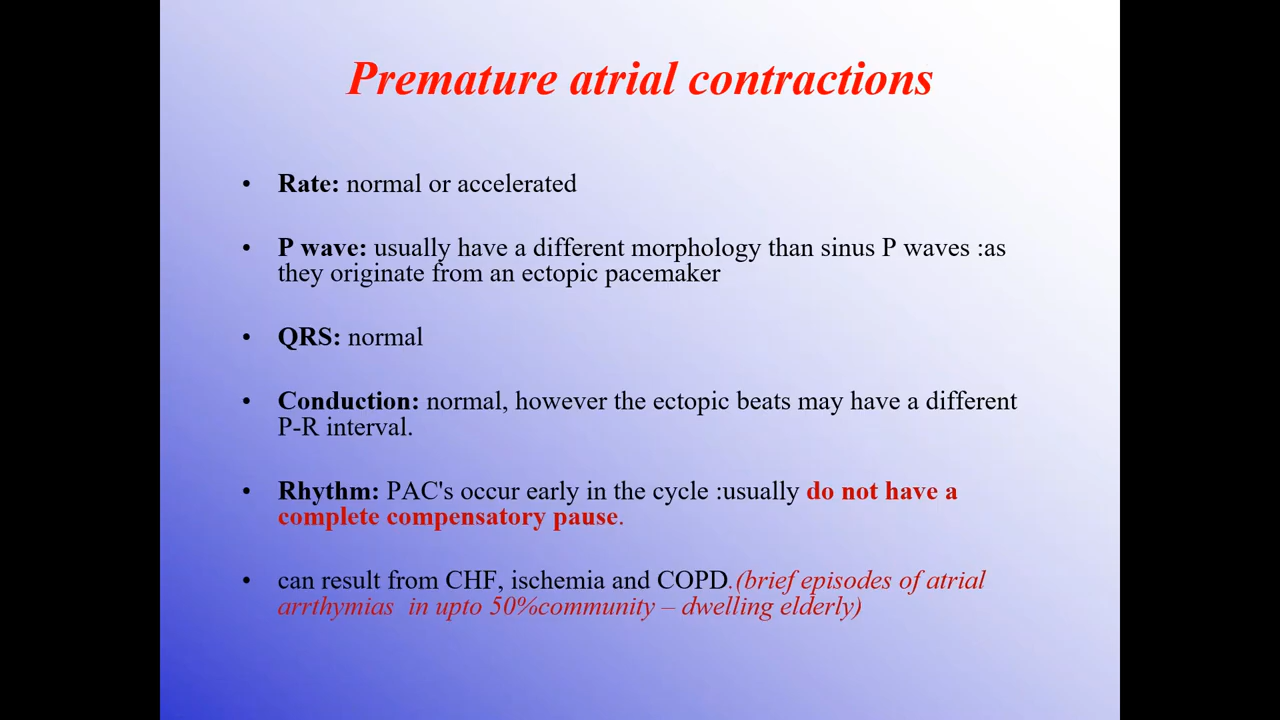 Premature atrial contractions
• Rate: normal or accelerated
• P wave: usually have a different morphology than sinus P waves :as
they originate from an ectopic pacemaker
• QRS: normal
• Conduction: normal, however the ectopic beats may have a different
P-R interval.
• Rhythm: PAC's occur early in the cycle :usually do not have a
complete compensatory pause.
• can result from CHF, ischemia and COPD.(brief episodes of atrial
arrthymias  in upto 50%community – dwelling elderly)